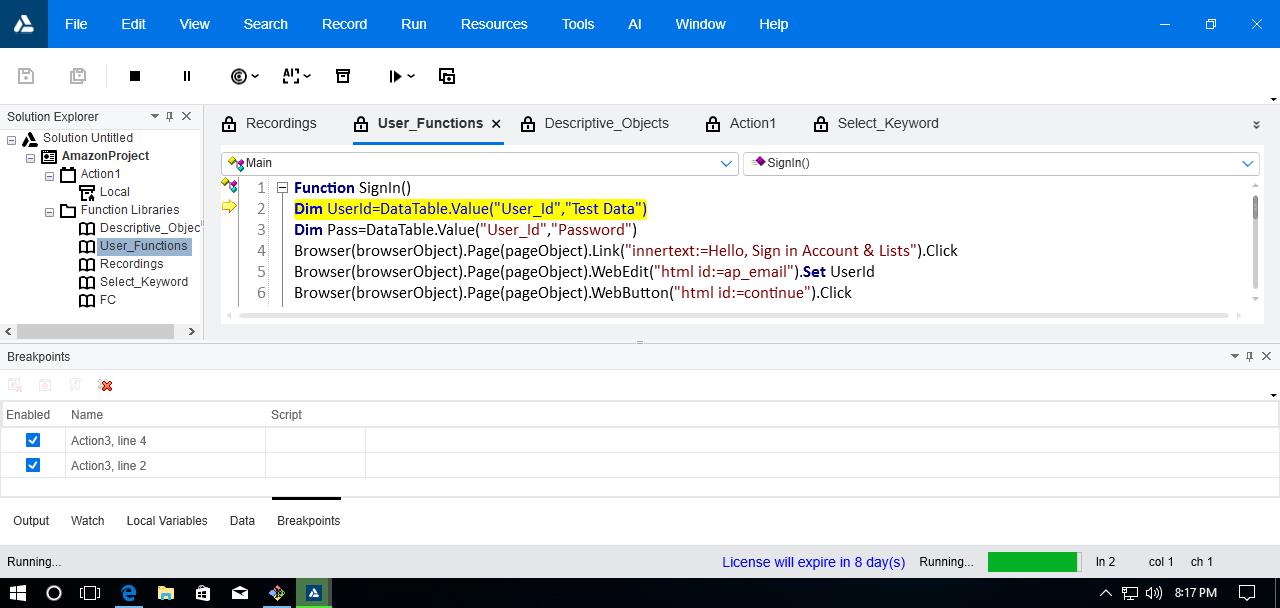 File Edit View Search Record Run Resources Tools AI Window Help
Solution Explorer
Solution Untitled
AmazonProject
Action1
Local
Function Libraries
Descriptive_Objec
User_Functions
Recordings
Select_Keyword
FC
Recordings User_Functions Descriptive_Objects Action1 Select_Keyword
Main SignIn()
1 Function SignIn()
2 Dim UserId=DataTable.Value("User_Id","Test Data")
3 Dim Pass=DataTable.Value("User_Id","Password")
4 Browser(browserObject).Page(pageObject).Link("innertext:=Hello, Sign in Account & Lists").Click
5 Browser(browserObject).Page(pageObject).WebEdit("html id:=ap_email").Set UserId
6 Browser(browserObject).Page(pageObject).WebButton("html id:=continue").Click
Breakpoints
Enabled Name Script
Action3, line 4
Action3, line 2
Output Watch Local Variables Data Breakpoints
Running... License will expire in 8 day(s) Running... ln 2 col 1 ch 1
8:17 PM